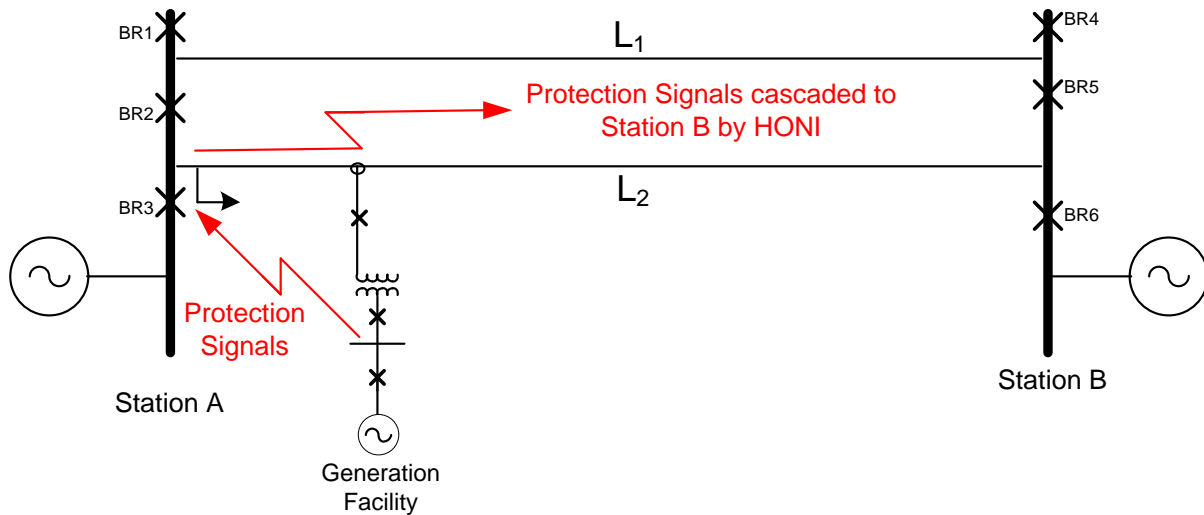 BR1
L1
BR4
Protection Signals cascaded to
Station B by HONI
BR2
BR5
L2
BR3
BR6
Protection
Signals
Station A
Station B
Generation
Facility